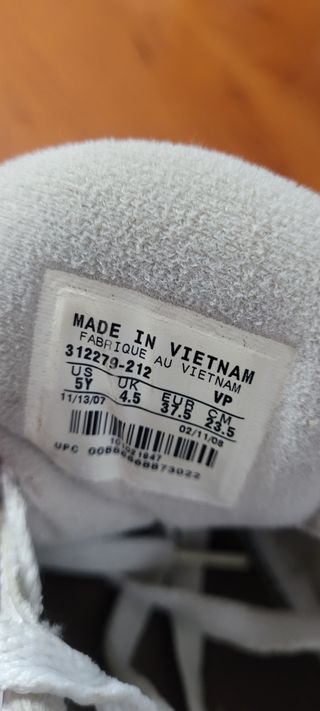 MADE IN VIETNAM
FABRIQUE AU VIETNAM
312279-212 VP
US UK EUR CM
5Y 4.5 37.5 23.5
11/13/07 02/11/08
UPC